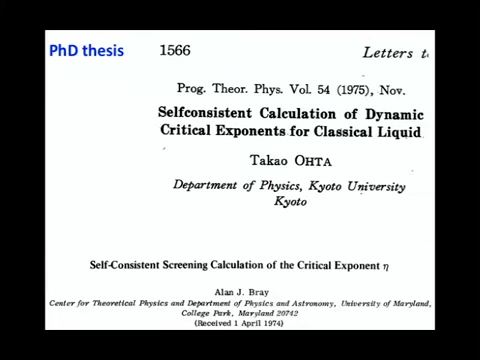 PhD thesis
1566
Letters t
Prog. Theor. Phys. Vol. 54 (1975), Nov.
Selfconsistent Calculation of Dynamic
Critical Exponents for Classical Liquid
Takao OHTA
Department of Physics, Kyoto University
Kyoto
Self-Consistent Screening Calculation of the Critical Exponent η
Alan J. Bray
Center for Theoretical Physics and Department of Physics and Astronomy, University of Maryland,
College Park, Maryland 20742
(Received 1 April 1974)